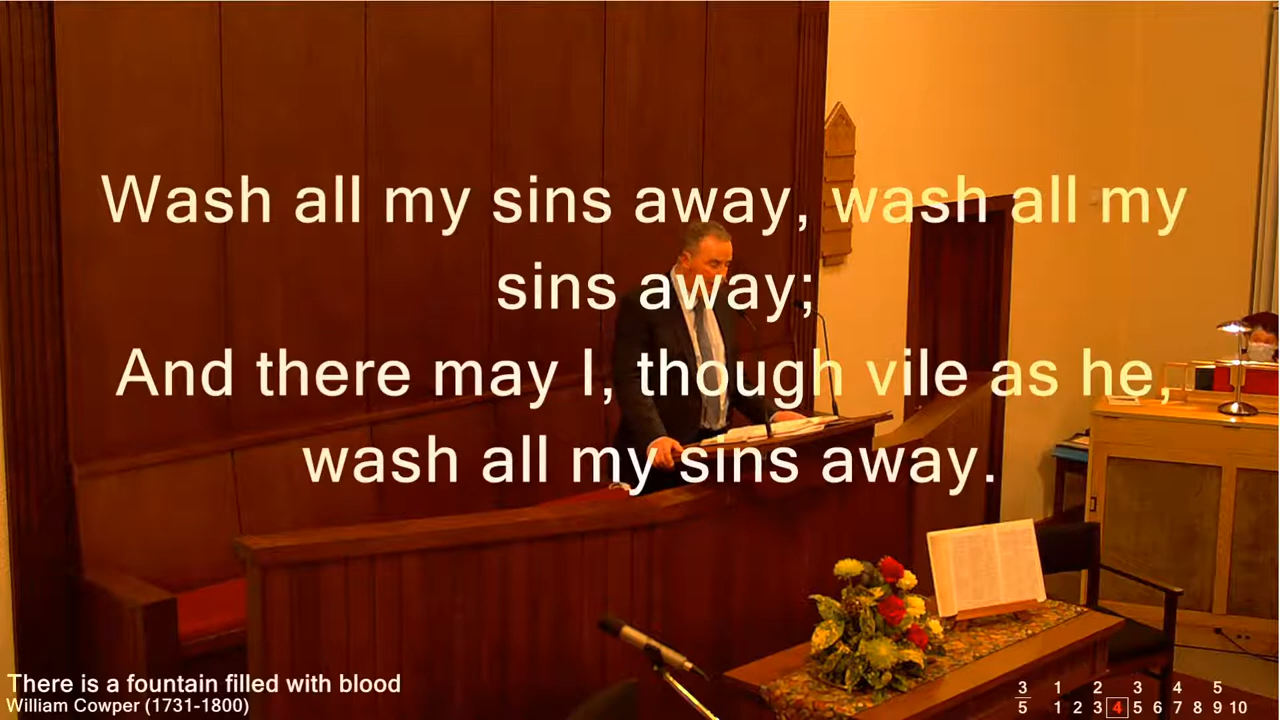 Wash all my sins away, wash all my
sins away;
And there may I, though vile as he,
wash all my sins away.
There is a fountain filled with blood
William Cowper (1731-1800)
3 1 2 3 4 5
5 1 2 3 4 5 6 7 8 9 10